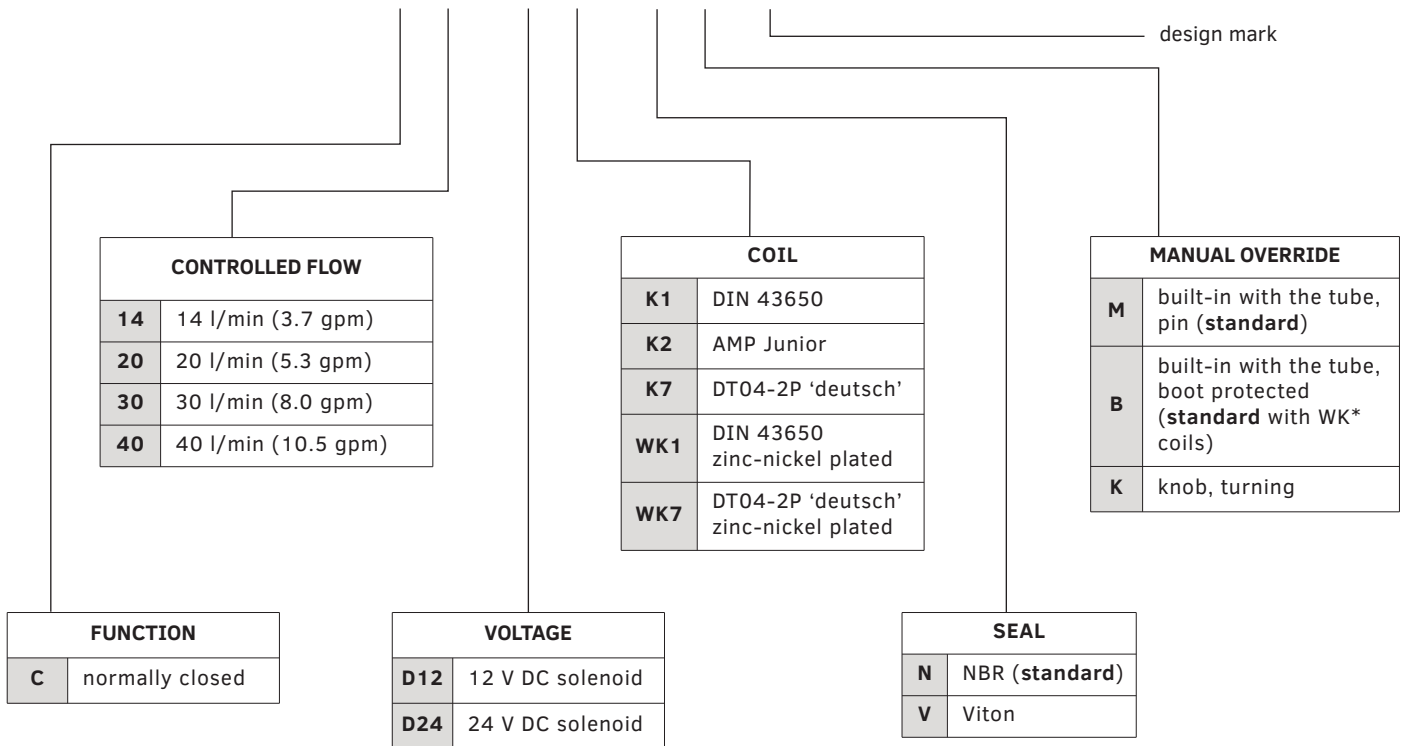 design mark
CONTROLLED FLOW
14 14 l/min (3.7 gpm)
20 20 l/min (5.3 gpm)
30 30 l/min (8.0 gpm)
40 40 l/min (10.5 gpm)
COIL
K1 DIN 43650
K2 AMP Junior
K7 DT04-2P ‘deutsch’
WK1 DIN 43650
zinc-nickel plated
WK7 DT04-2P ‘deutsch’
zinc-nickel plated
MANUAL OVERRIDE
M built-in with the tube,
pin (standard)
B built-in with the tube,
boot protected
(standard with WK*
coils)
K knob, turning
FUNCTION
C normally closed
VOLTAGE
D12 12 V DC solenoid
D24 24 V DC solenoid
SEAL
N NBR (standard)
V Viton